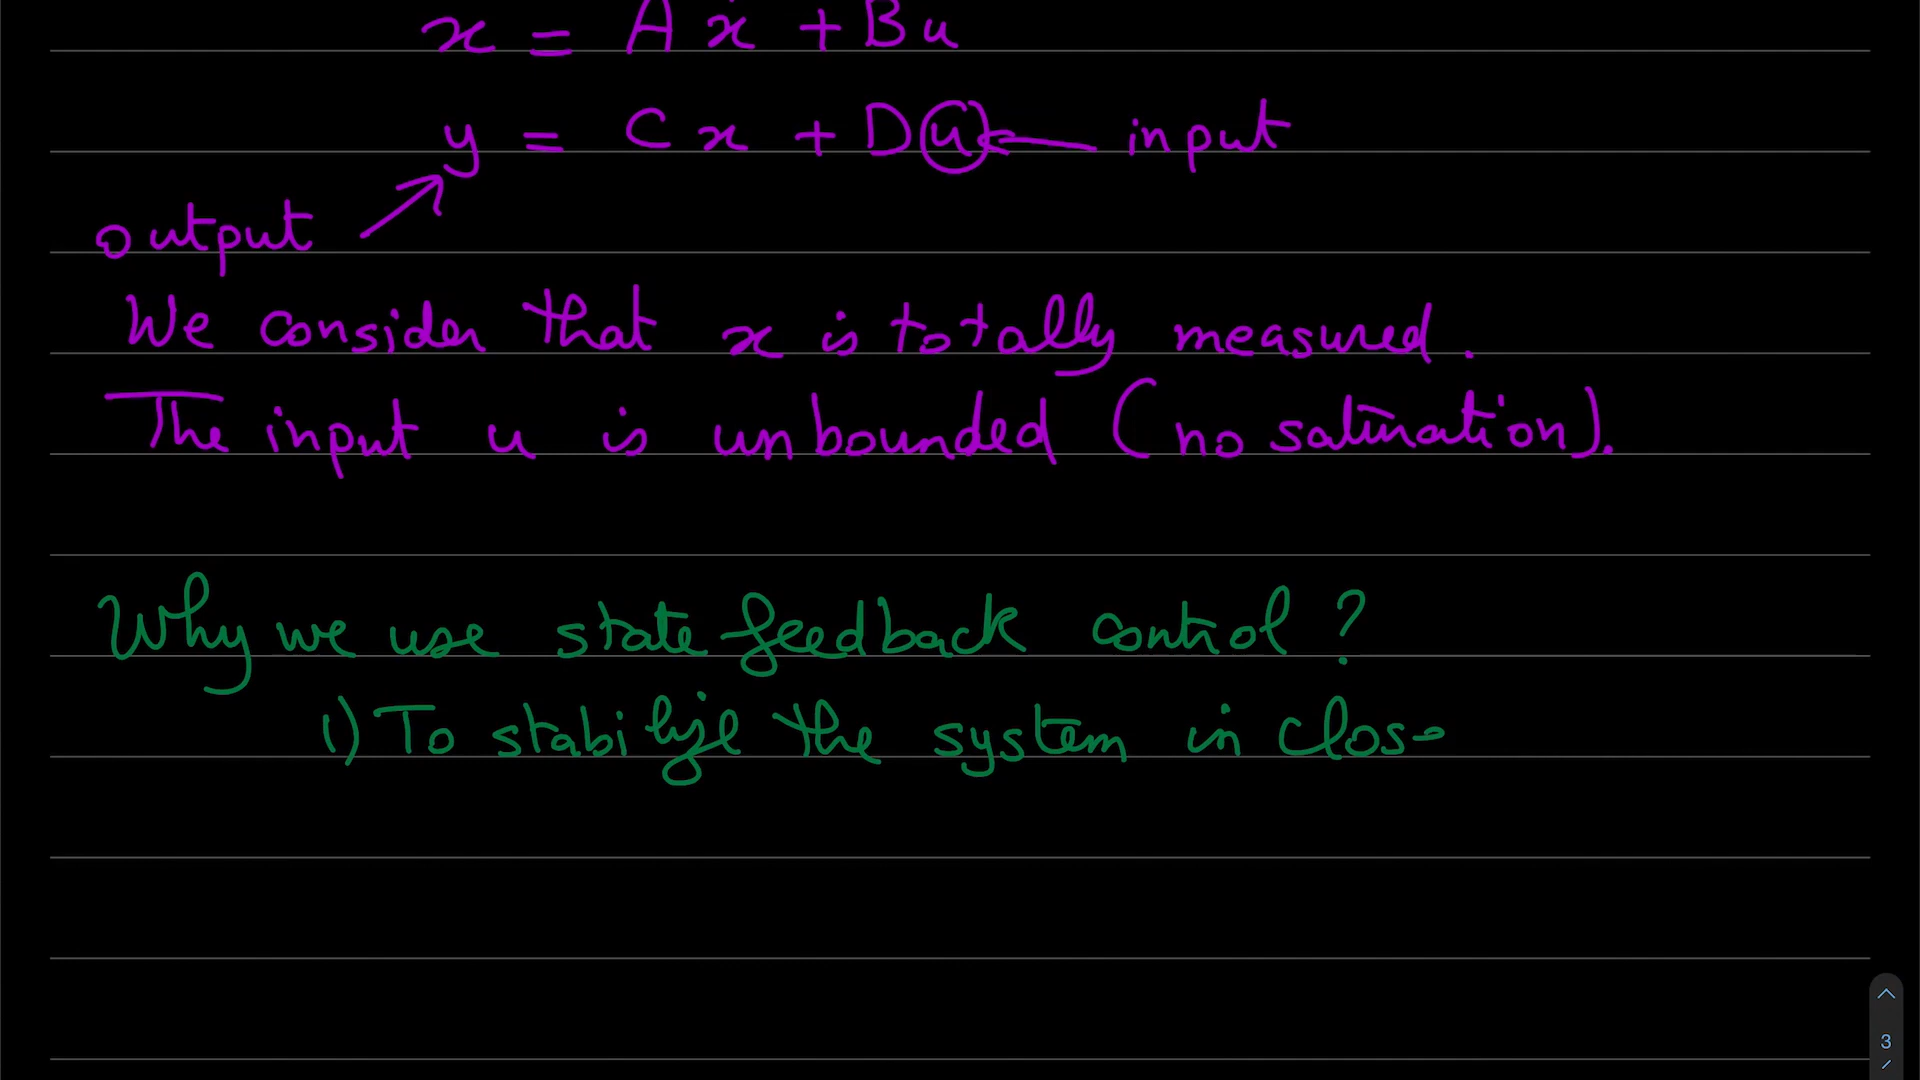 x = Ax + Bu
y = Cx + Du ← input
output
We consider that x is totally measured.
The input u is unbounded (no saturation).
Why we use state feedback control ?
1) To stabilize the system in close
3